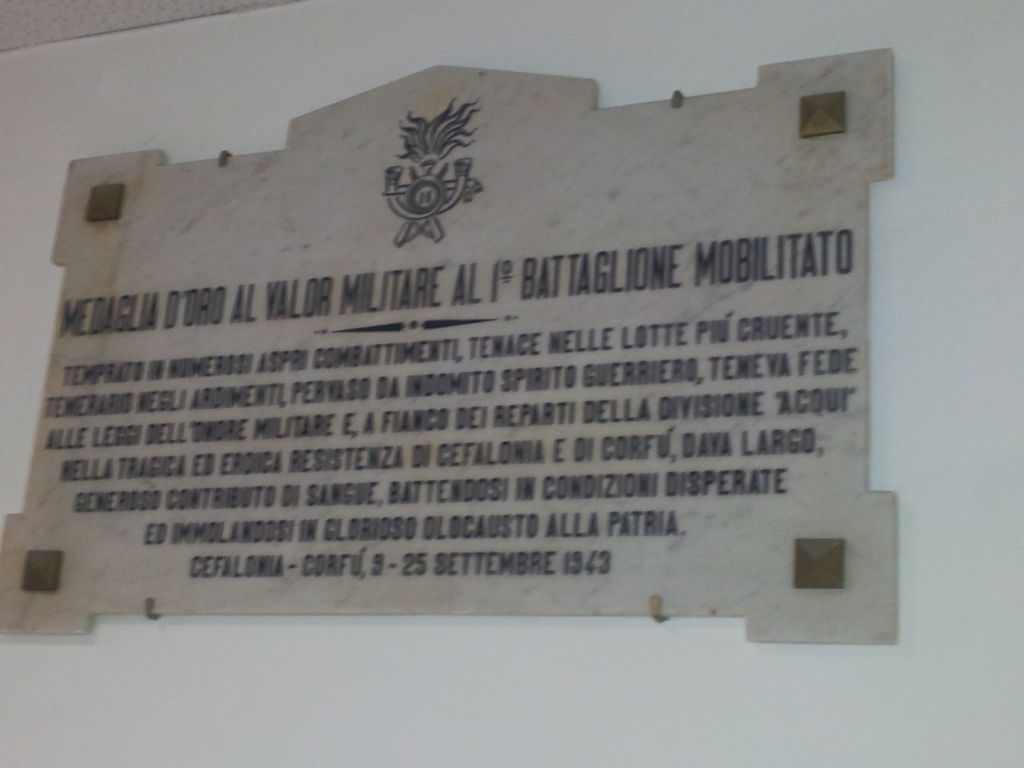 MEDAGLIA D'ORO AL VALOR MILITARE AL 1º BATTAGLIONE MOBILITATO
TEMPRATO IN NUMEROSI ASPRI COMBATTIMENTI, TENACE NELLE LOTTE PIÚ CRUENTE,
TEMERARIO NEGLI ARDIMENTI, PERVASO DA INDOMITO SPIRITO GUERRIERO, TENEVA FEDE
ALLE LEGGI DELL'ONORE MILITARE E, A FIANCO DEI REPARTI DELLA DIVISIONE "ACQUI"
NELLA TRAGICA ED EROICA RESISTENZA DI CEFALONIA E DI CORFÚ, DAVA LARGO,
GENEROSO CONTRIBUTO DI SANGUE, BATTENDOSI IN CONDIZIONI DISPERATE
ED IMMOLANDOSI IN GLORIOSO OLOCAUSTO ALLA PATRIA.
CEFALONIA - CORFÚ, 9 - 25 SETTEMBRE 1943